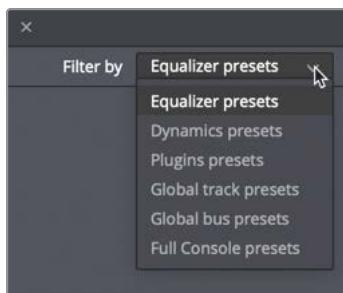 Filter by Equalizer presets
Equalizer presets
Dynamics presets
Plugins presets
Global track presets
Global bus presets
Full Console presets